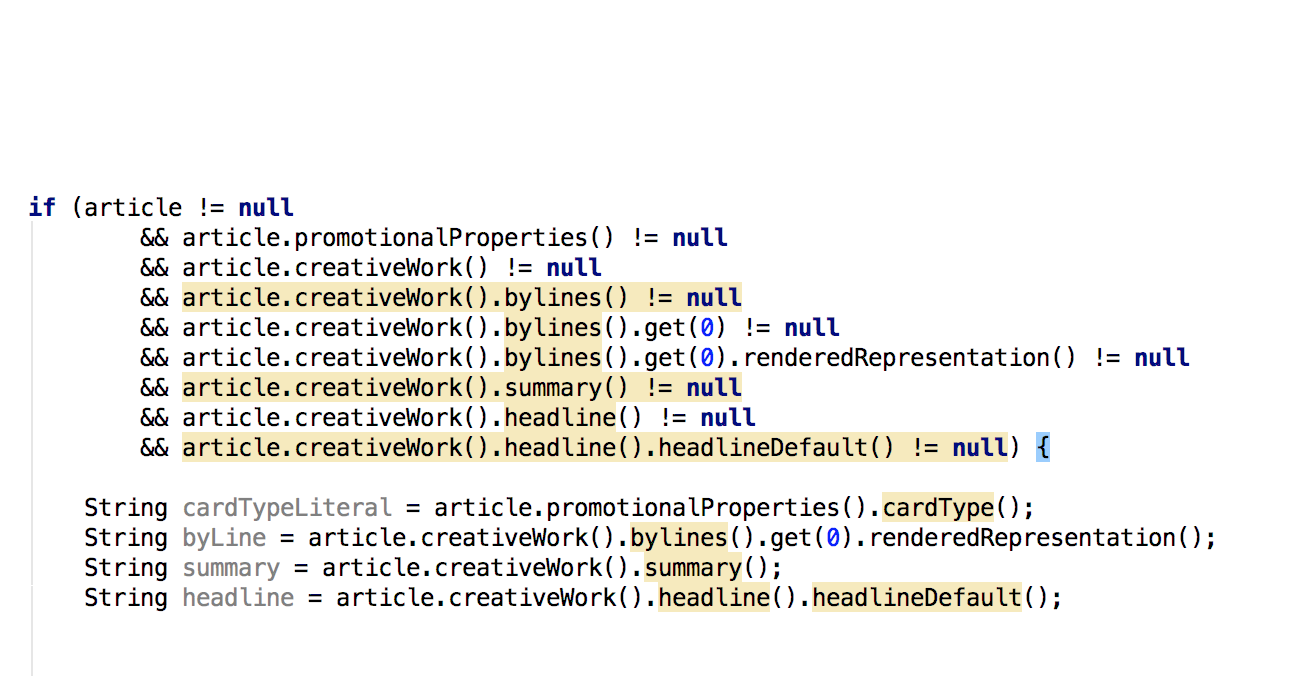 if (article != null
&& article.promotionalProperties() != null
&& article.creativeWork() != null
&& article.creativeWork().bylines() != null
&& article.creativeWork().bylines().get(0) != null
&& article.creativeWork().bylines().get(0).renderedRepresentation() != null
&& article.creativeWork().summary() != null
&& article.creativeWork().headline() != null
&& article.creativeWork().headline().headlineDefault() != null) {
String cardTypeLiteral = article.promotionalProperties().cardType();
String byLine = article.creativeWork().bylines().get(0).renderedRepresentation();
String summary = article.creativeWork().summary();
String headline = article.creativeWork().headline().headlineDefault();